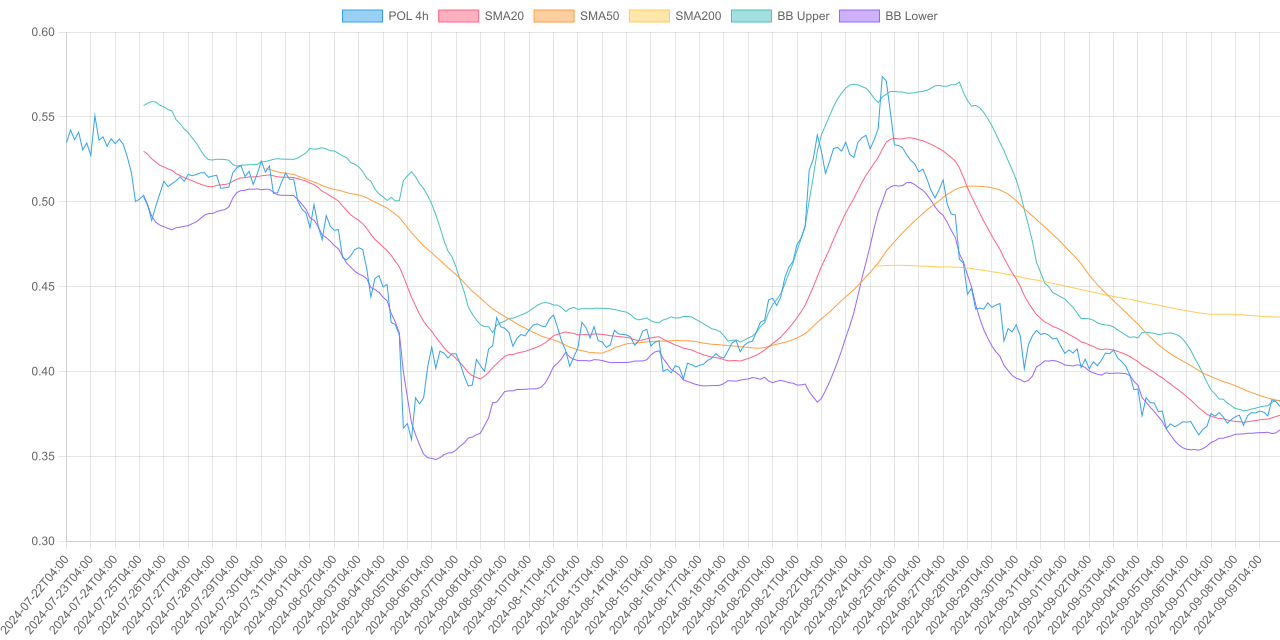 POL 4h SMA20 SMA50 SMA200 BB Upper BB Lower
0.60
0.55
0.50
0.45
0.40
0.35
0.30
2024-07-22T04:00
2024-07-23T04:00
2024-07-24T04:00
2024-07-25T04:00
2024-07-26T04:00
2024-07-27T04:00
2024-07-28T04:00
2024-07-29T04:00
2024-07-30T04:00
2024-07-31T04:00
2024-08-01T04:00
2024-08-02T04:00
2024-08-03T04:00
2024-08-04T04:00
2024-08-05T04:00
2024-08-06T04:00
2024-08-07T04:00
2024-08-08T04:00
2024-08-09T04:00
2024-08-10T04:00
2024-08-11T04:00
2024-08-12T04:00
2024-08-13T04:00
2024-08-14T04:00
2024-08-15T04:00
2024-08-16T04:00
2024-08-17T04:00
2024-08-18T04:00
2024-08-19T04:00
2024-08-20T04:00
2024-08-21T04:00
2024-08-22T04:00
2024-08-23T04:00
2024-08-24T04:00
2024-08-25T04:00
2024-08-26T04:00
2024-08-27T04:00
2024-08-28T04:00
2024-08-29T04:00
2024-08-30T04:00
2024-08-31T04:00
2024-09-01T04:00
2024-09-02T04:00
2024-09-03T04:00
2024-09-04T04:00
2024-09-05T04:00
2024-09-06T04:00
2024-09-07T04:00
2024-09-08T04:00
2024-09-09T04:00